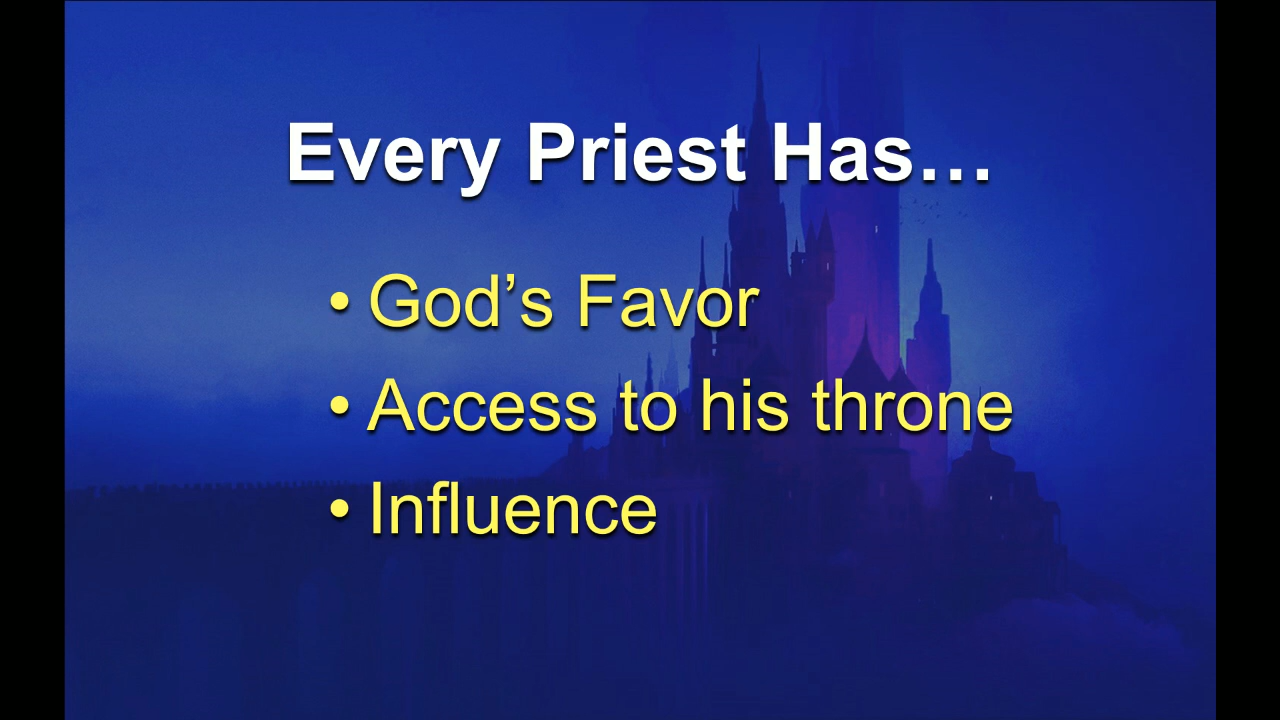 Every Priest Has…
• God’s Favor
• Access to his throne
• Influence